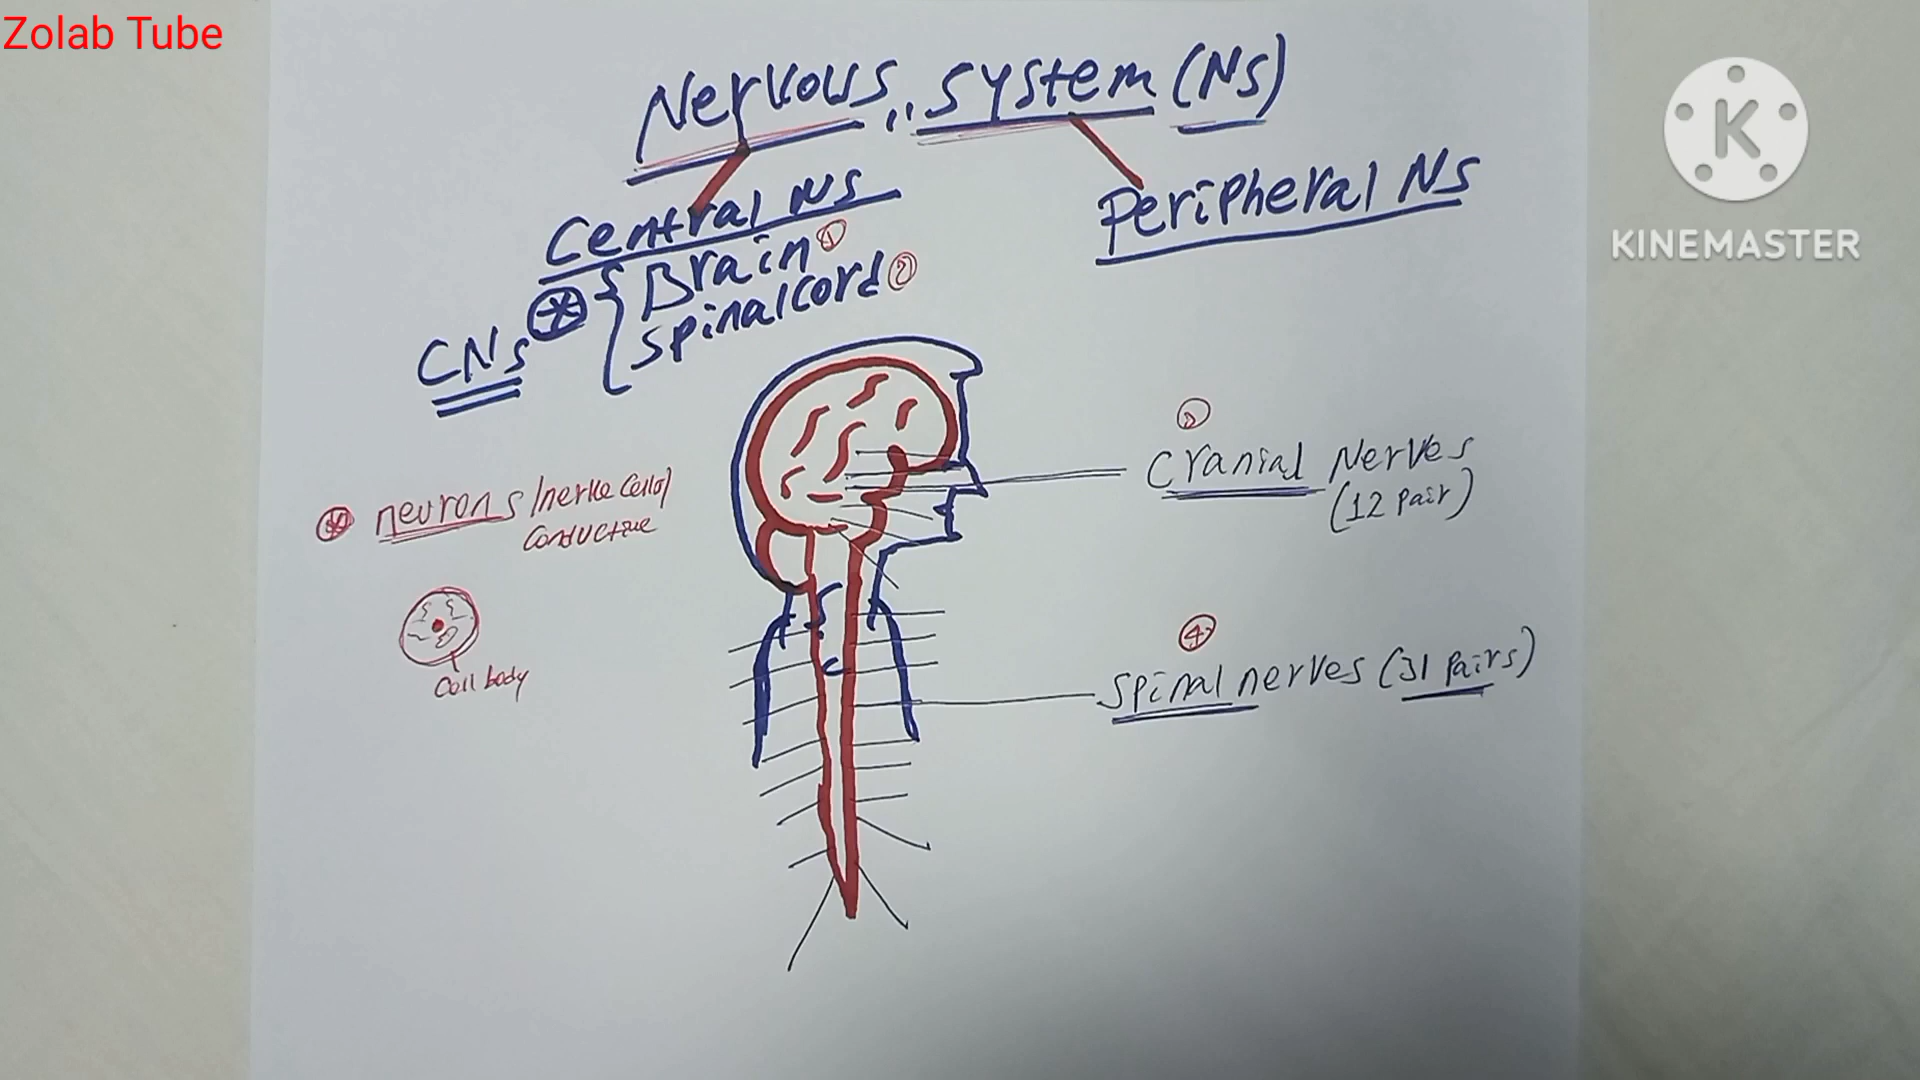 Zolab Tube
Nervous system (NS)
K
KINEMASTER
Central NS
Peripheral NS
Brain 1
spinalcord 2
CNS
3
Cranial Nerves
(12 pair)
neurons/nerve cells/
conductive
cell body
4
Spinal nerves (31 pairs)